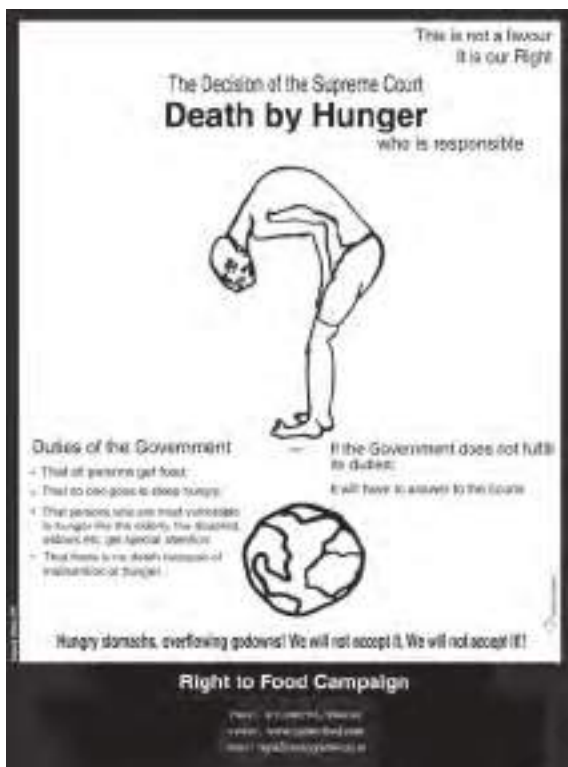 This is not a favour
It is our Right
The Decision of the Supreme Court
Death by Hunger
who is responsible
Duties of the Government
- That all persons get food
- That no one goes to sleep hungry
- That persons who are most vulnerable
to hunger like the elderly, the disabled,
widows etc. get special attention
- That there is no death because of
malnutrition or hunger
If the Government does not fulfil
its duties:
It will have to answer to the Courts
Hungry stomachs, overflowing godowns! We will not accept it, We will not accept it!
Right to Food Campaign